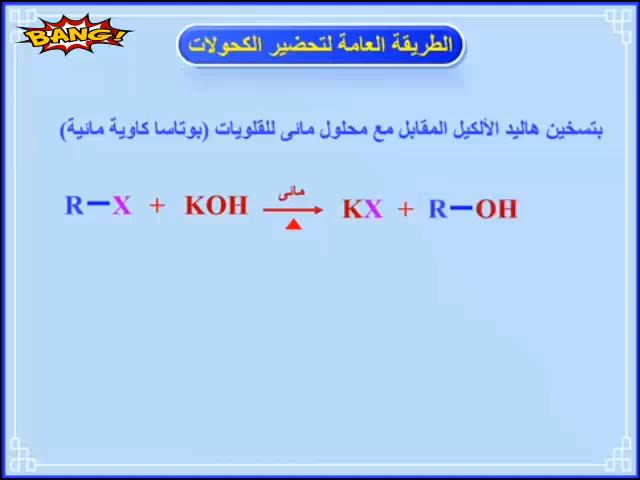 BANG!
الطريقة العامة لتحضير الكحولات
بتسخين هاليد الألكيل المقابل مع محلول مائى للقلويات (بوتاسا كاوية مائية)
مائى
R—X + KOH → KX + R—OH